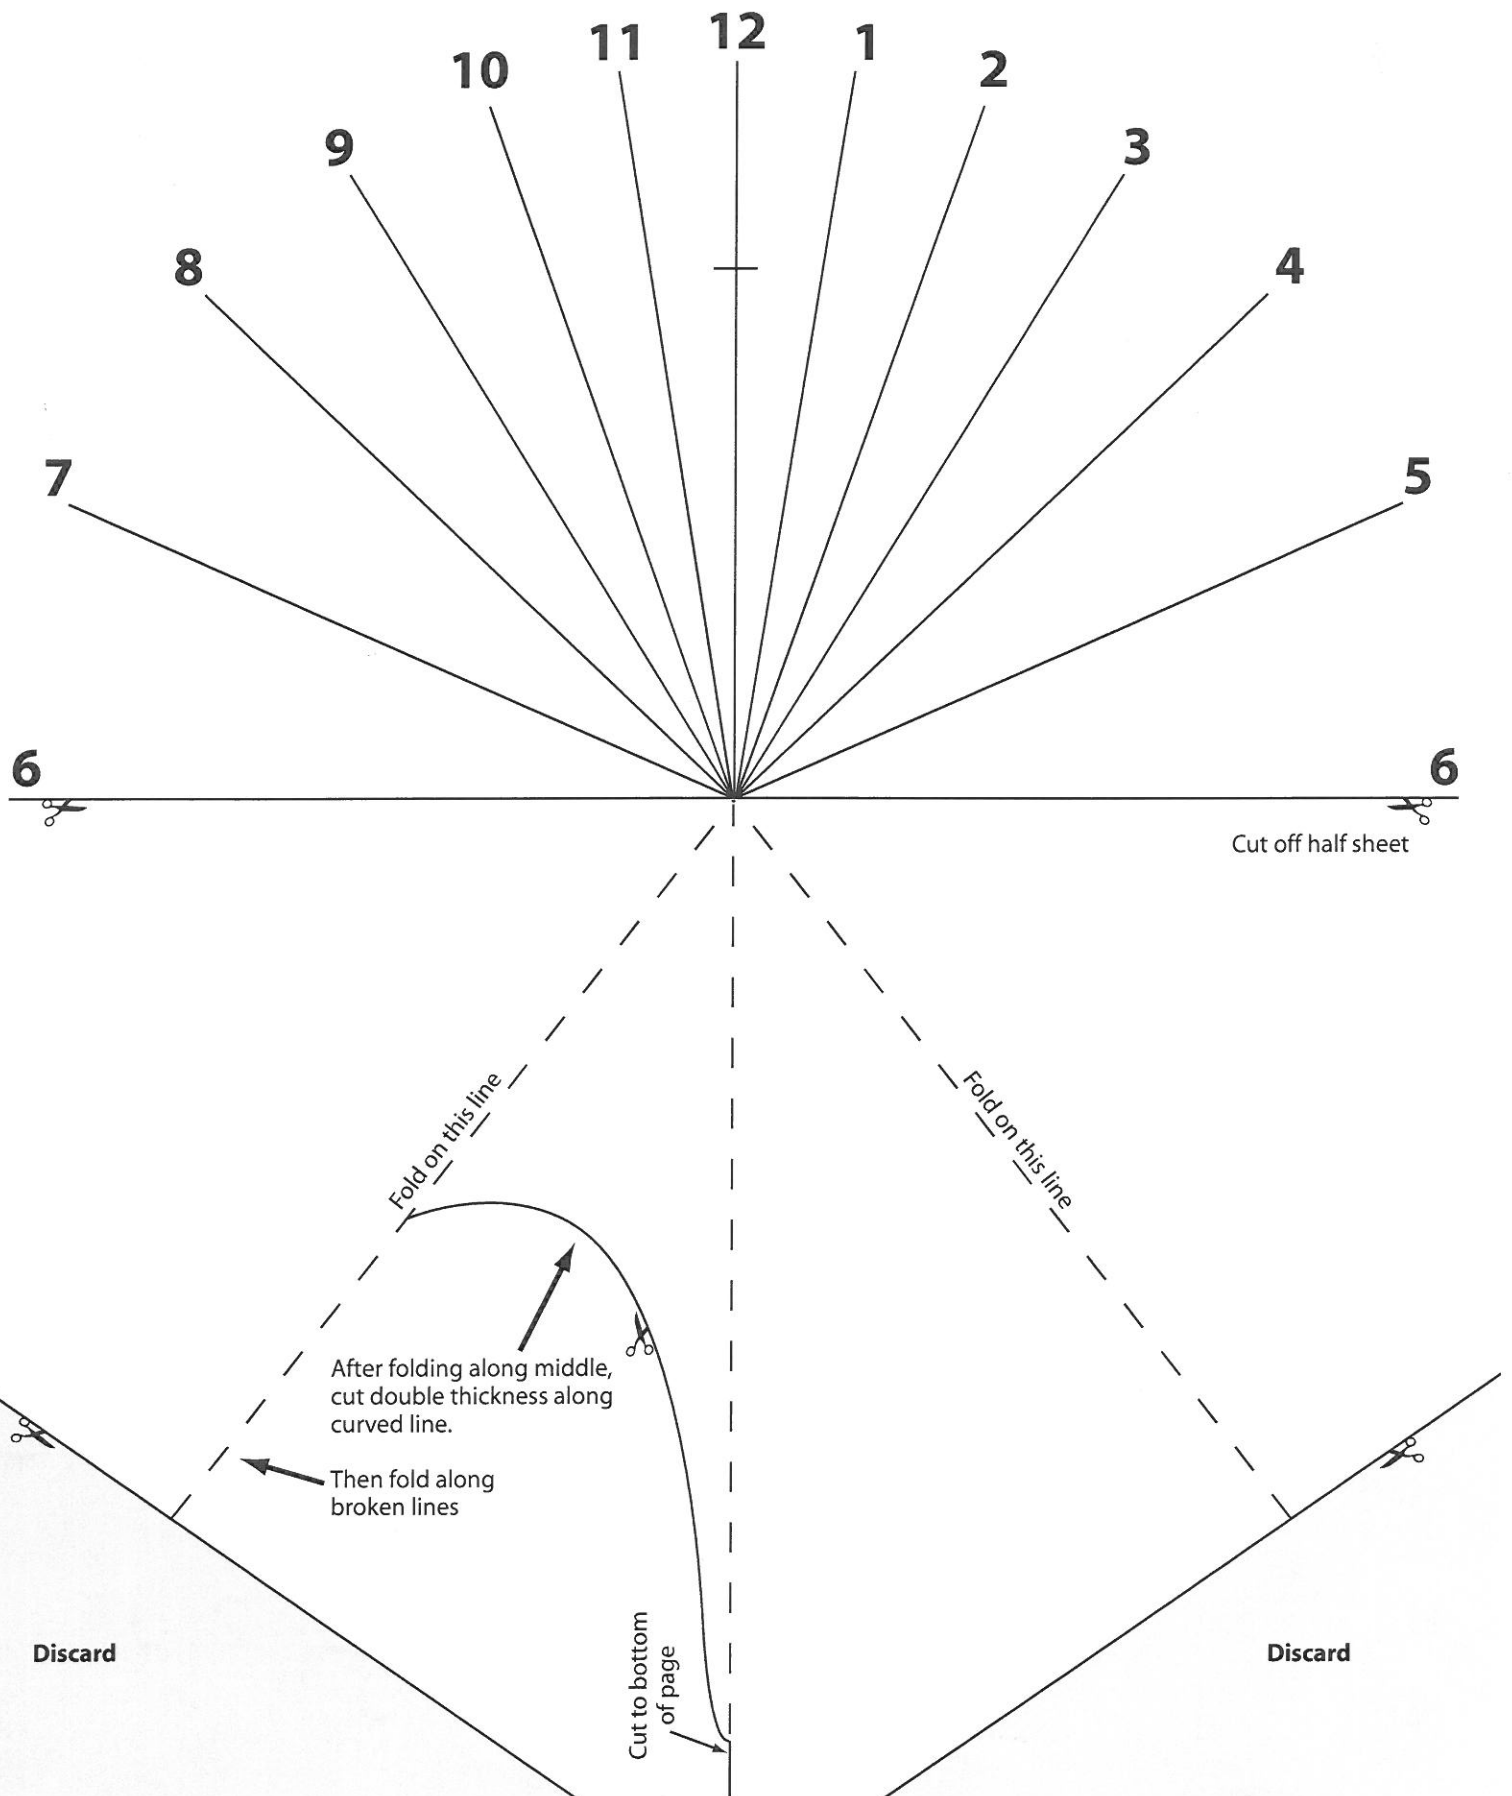 12
11
1
10
2
9
3
8
4
7
5
6
6
Cut off half sheet
Fold on this line
Fold on this line
After folding along middle,
cut double thickness along
curved line.
Then fold along
broken lines
Cut to bottom
of page
Discard
Discard